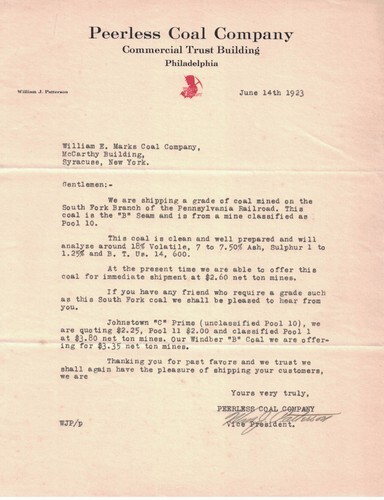 Peerless Coal Company
Commercial Trust Building
Philadelphia
William J. Patterson
June 14th 1923
William E. Marks Coal Company,
McCarthy Building,
Syracuse, New York.
Gentlemen:-
We are shipping a grade of coal mined on the
South Fork Branch of the Pennsylvania Railroad. This
coal is the "B" Seam and is from a mine classified as
Pool 10.
This coal is clean and well prepared and will
analyze around 18% Volatile, 7 to 7.50% Ash, Sulphur 1 to
1.25% and B. T. Us. 14, 600.
At the present time we are able to offer this
coal for immediate shipment at $2.60 net ton mines.
If you have any friend who require a grade such
as this South Fork coal we shall be pleased to hear from
you.
Johnstown "C" Prime (unclassified Pool 10), we
are quoting $2.25, Pool 11 $2.00 and classified Pool 1
at $3.80 net ton mines. Our Windber "B" Coal we are offer-
ing for $3.35 net ton mines.
Thanking you for past favors and we trust we
shall again have the pleasure of shipping your customers,
we are
Yours very truly,
PEERLESS COAL COMPANY
Wm J. Patterson
Vice President.
WJP/p